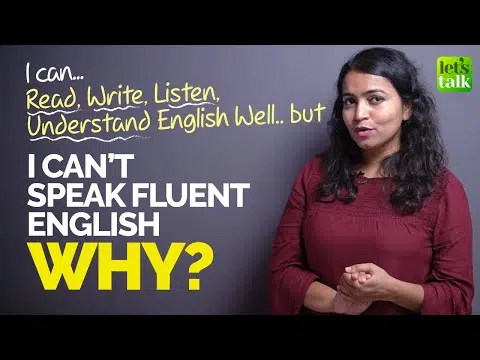 I can...
Read, Write, Listen,
Understand English Well.. but
I CAN'T
SPEAK FLUENT
ENGLISH
WHY?
let's
talk